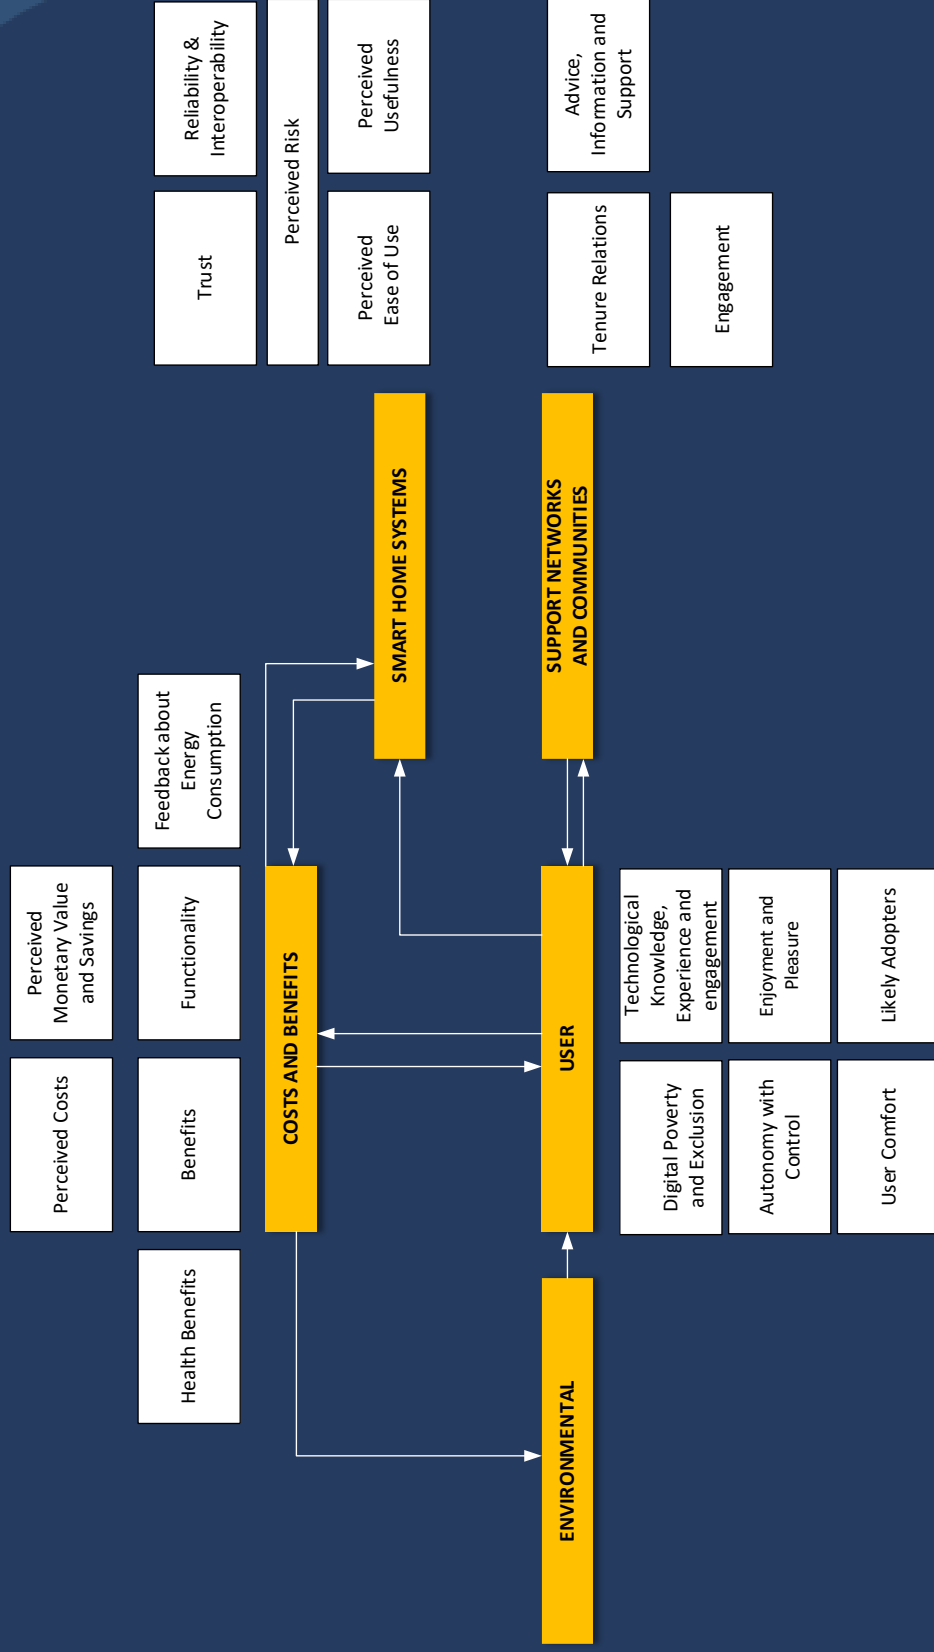 Perceived Costs
Perceived
Monetary Value
and Savings
Health Benefits
Benefits
Functionality
Feedback about
Energy
Consumption
Trust
Reliability &
Interoperability
Perceived Risk
Perceived
Ease of Use
Perceived
Usefulness
COSTS AND BENEFITS
SMART HOME SYSTEMS
ENVIRONMENTAL
USER
SUPPORT NETWORKS
AND COMMUNITIES
Tenure Relations
Advice,
Information and
Support
Engagement
Digital Poverty
and Exclusion
Technological
Knowledge,
Experience and
engagement
Autonomy with
Control
Enjoyment and
Pleasure
User Comfort
Likely Adopters